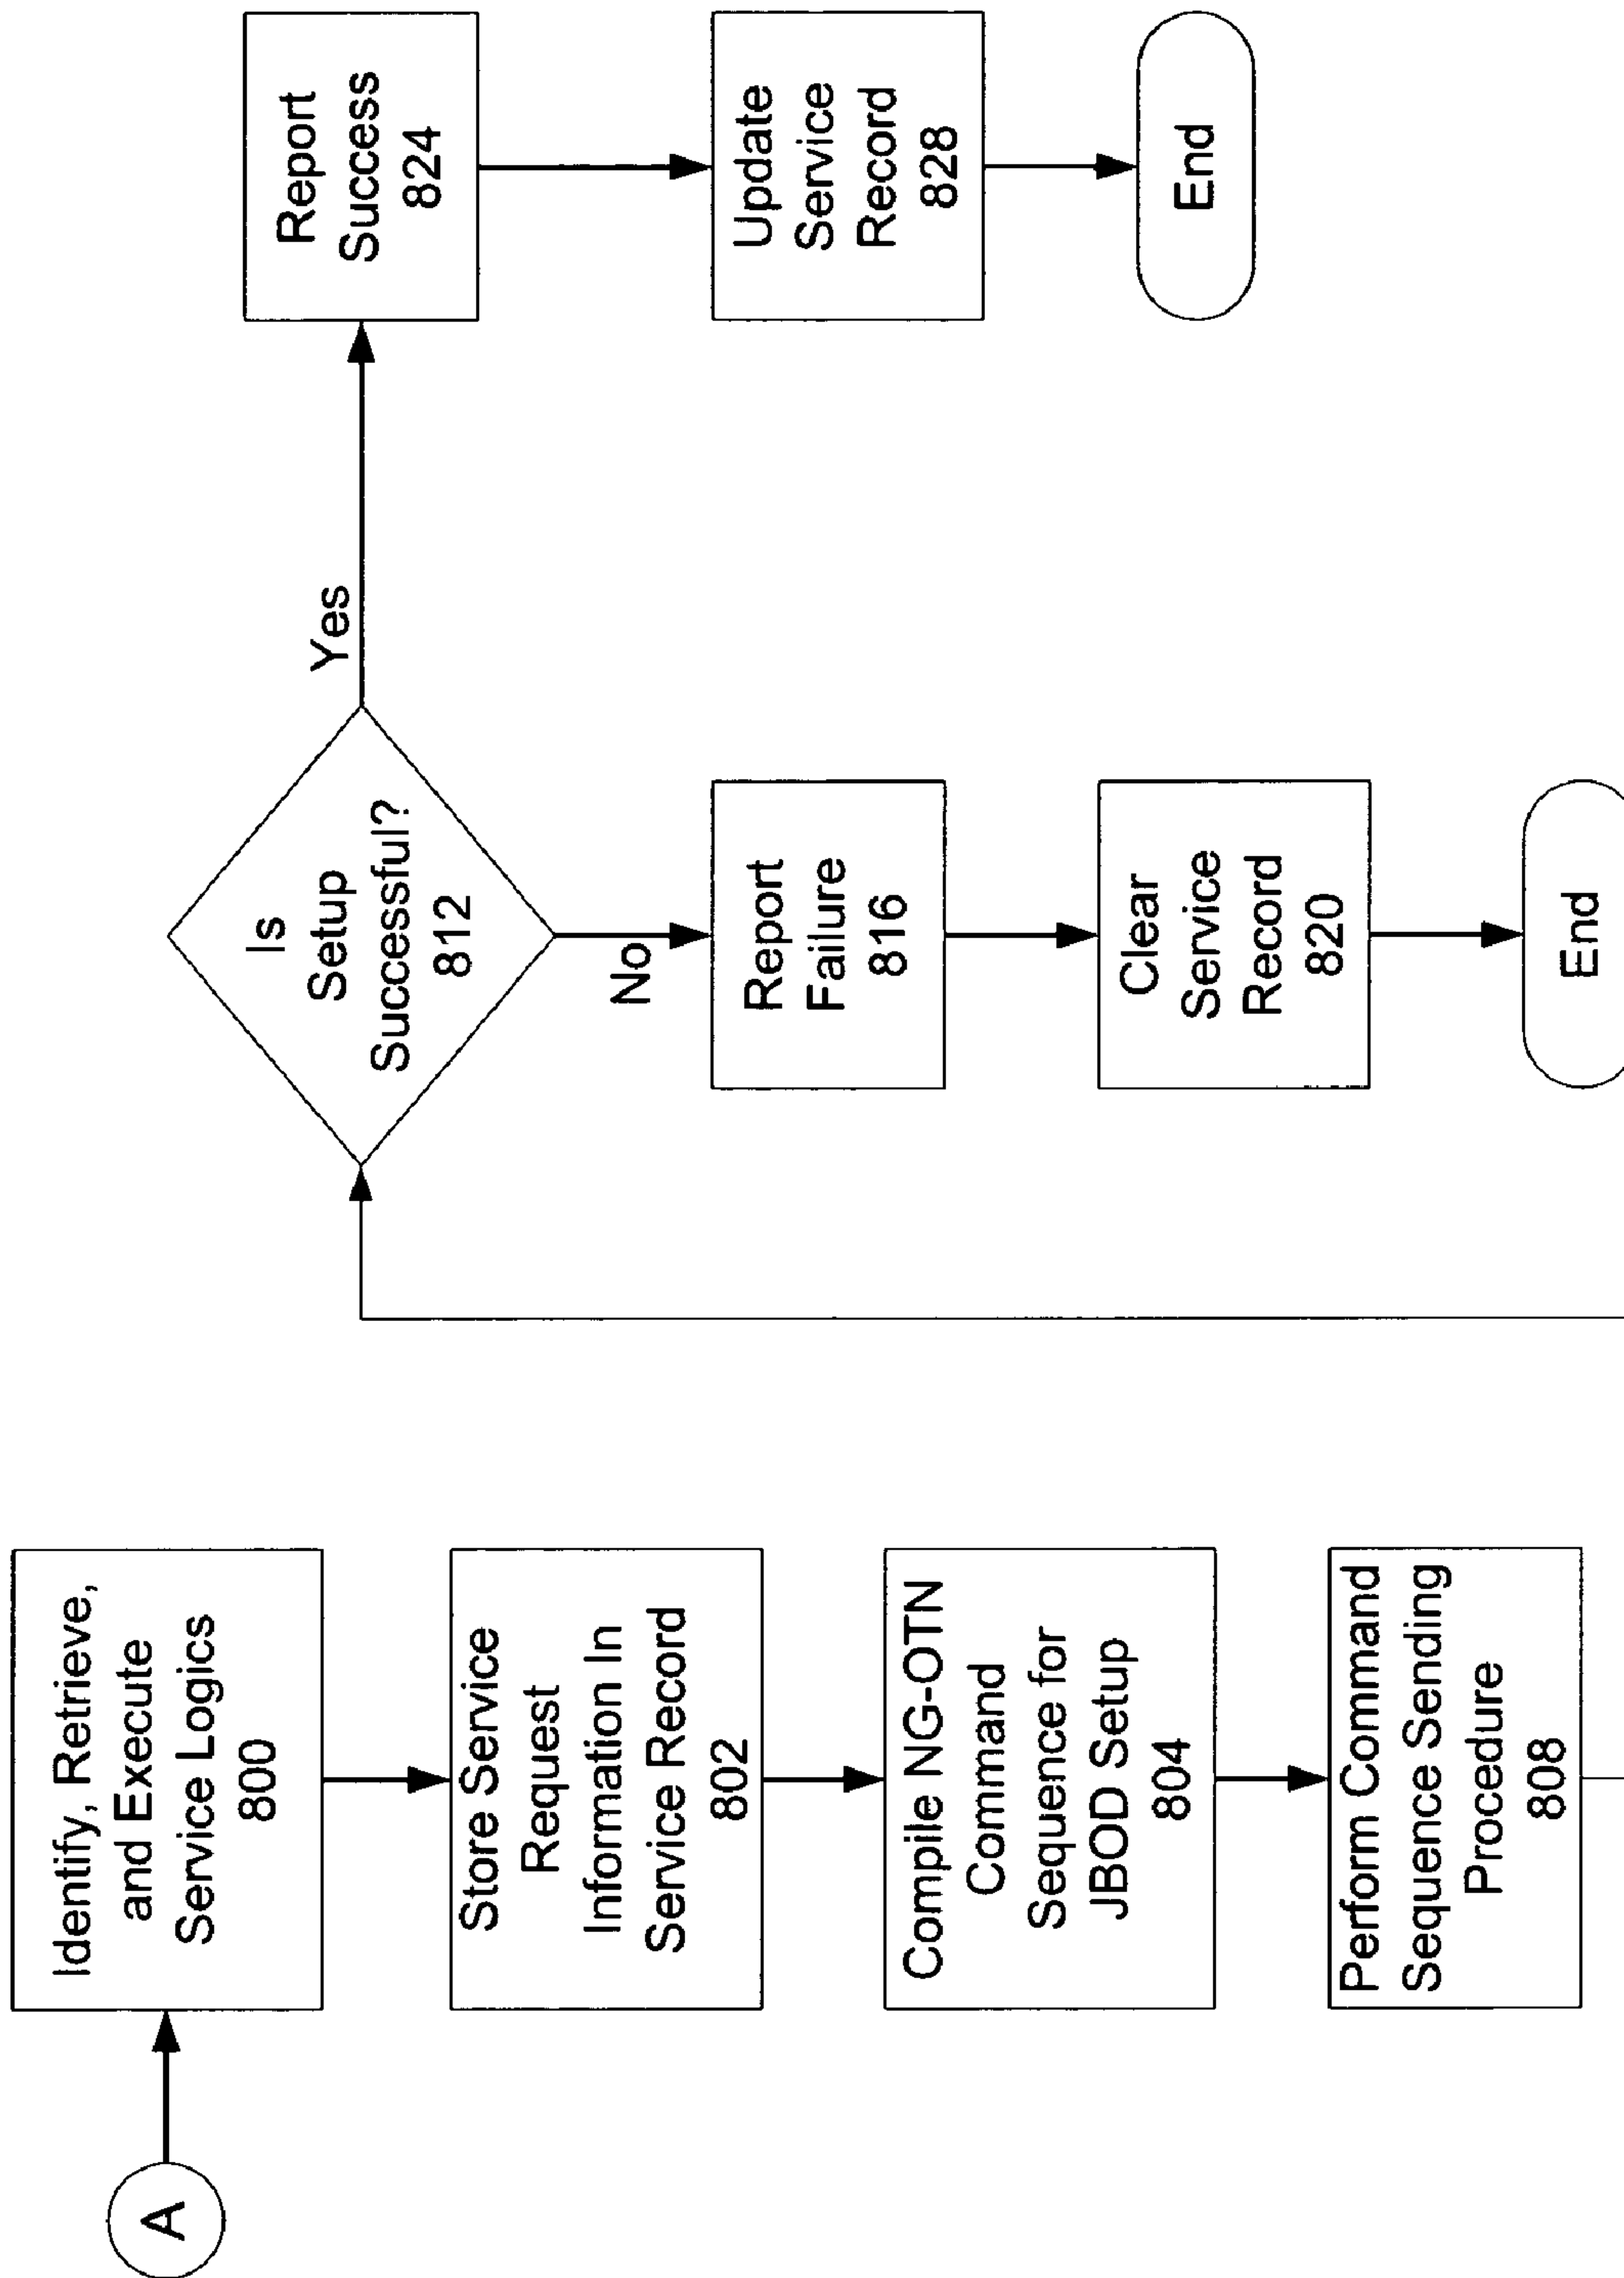 A
Identify, Retrieve,
and Execute
Service Logics
800
Store Service
Request
Information In
Service Record
802
Compile NG-OTN
Command
Sequence for
JBOD Setup
804
Perform Command
Sequence Sending
Procedure
808
Is
Setup
Successful?
812
Yes
No
Report
Failure
816
Clear
Service
Record
820
End
Report
Success
824
Update
Service
Record
828
End